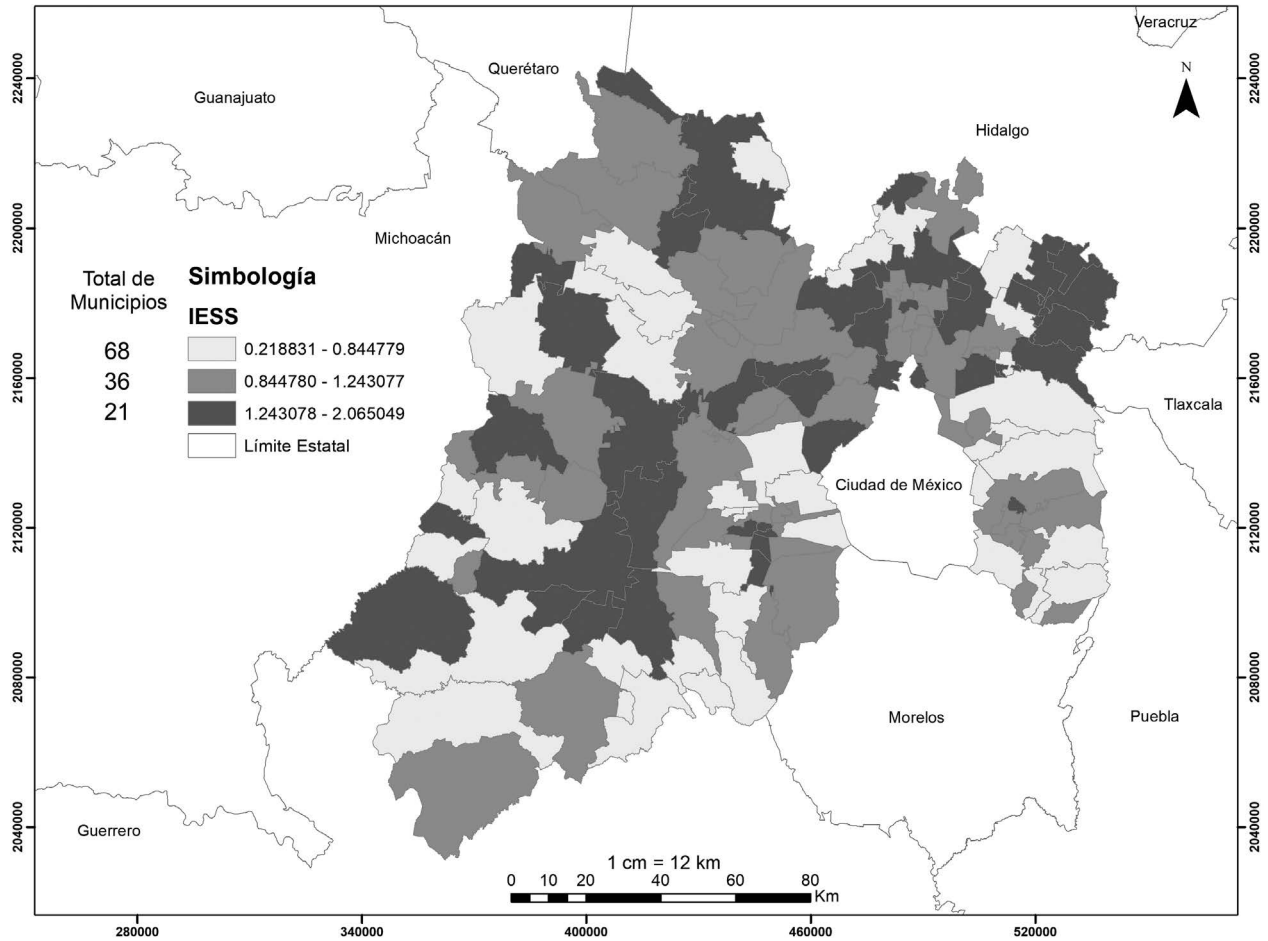 Veracruz
Querétaro
Guanajuato
N
Hidalgo
Michoacán
Total de
Municipios
68
36
21
Simbología
IESS
0.218831 - 0.844779
0.844780 - 1.243077
1.243078 - 2.065049
Límite Estatal
Tlaxcala
Ciudad de México
Morelos
Puebla
Guerrero
1 cm = 12 km
0 10 20 40 60 80
Km
2240000
2200000
2160000
2120000
2080000
2040000
2240000
2200000
2160000
2120000
2080000
2040000
280000 340000 400000 460000 520000